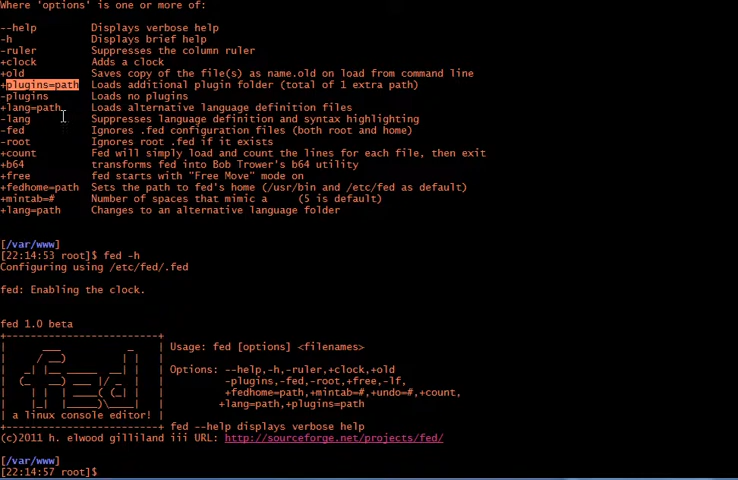 Where 'options' is one or more of:
--help Displays verbose help
-h Displays brief help
-ruler Suppresses the column ruler
+clock Adds a clock
+old Saves copy of the file(s) as name.old on load from command line
+plugins=path Loads additional plugin folder (total of 1 extra path)
-plugins Loads no plugins
+lang=path Loads alternative language definition files
-lang Suppresses language definition and syntax highlighting
-fed Ignores .fed configuration files (both root and home)
-root Ignores root .fed if it exists
+count Fed will simply load and count the lines for each file, then exit
+b64 transforms fed into Bob Trower's b64 utility
+free fed starts with "Free Move" mode on
+fedhome=path Sets the path to fed's home (/usr/bin and /etc/fed as default)
+mintab=# Number of spaces that mimic a (5 is default)
+lang=path Changes to an alternative language folder
[/var/www]
[22:14:53 root]$ fed -h
Configuring using /etc/fed/.fed
fed: Enabling the clock.
fed 1.0 beta
Usage: fed [options] <filenames>
Options: --help,-h,-ruler,+clock,+old
-plugins,-fed,-root,+free,-lf,
+fedhome=path,+mintab=#,+undo=#,+count,
+lang=path,+plugins=path
| a linux console editor! |
+------------------------+ fed --help displays verbose help
(c)2011 h. elwood gilliland iii URL: http://sourceforge.net/projects/fed/
[/var/www]
[22:14:57 root]$